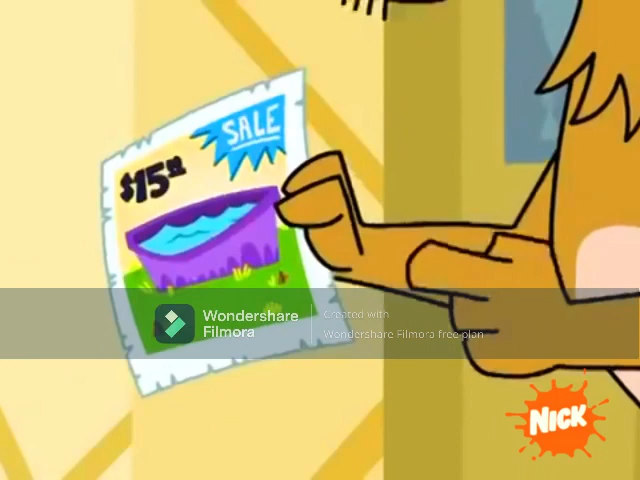 SALE
$15
Wondershare
Filmora
Created with
Wondershare Filmora free plan
NICK